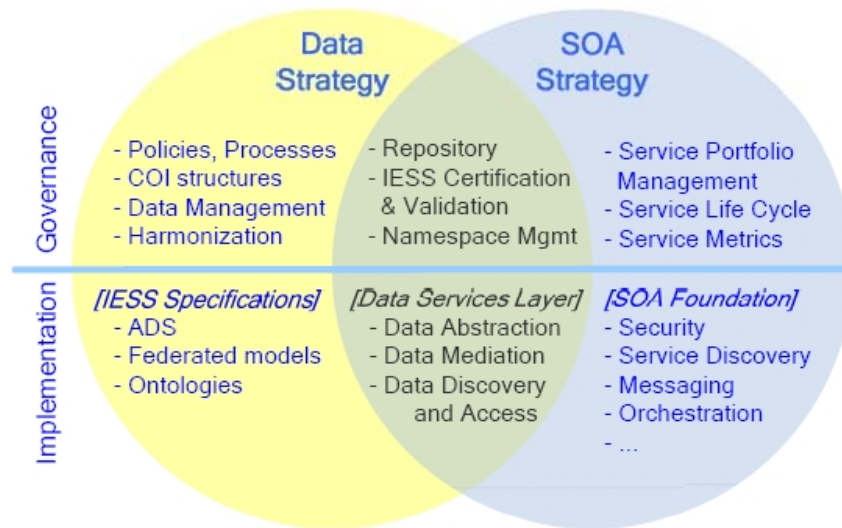 Data
Strategy
SOA
Strategy
Governance
- Policies, Processes
- COI structures
- Data Management
- Harmonization
- Repository
- IESS Certification
& Validation
- Namespace Mgmt
- Service Portfolio
Management
- Service Life Cycle
- Service Metrics
Implementation
[IESS Specifications]
- ADS
- Federated models
- Ontologies
[Data Services Layer]
- Data Abstraction
- Data Mediation
- Data Discovery
and Access
[SOA Foundation]
- Security
- Service Discovery
- Messaging
- Orchestration
- ...